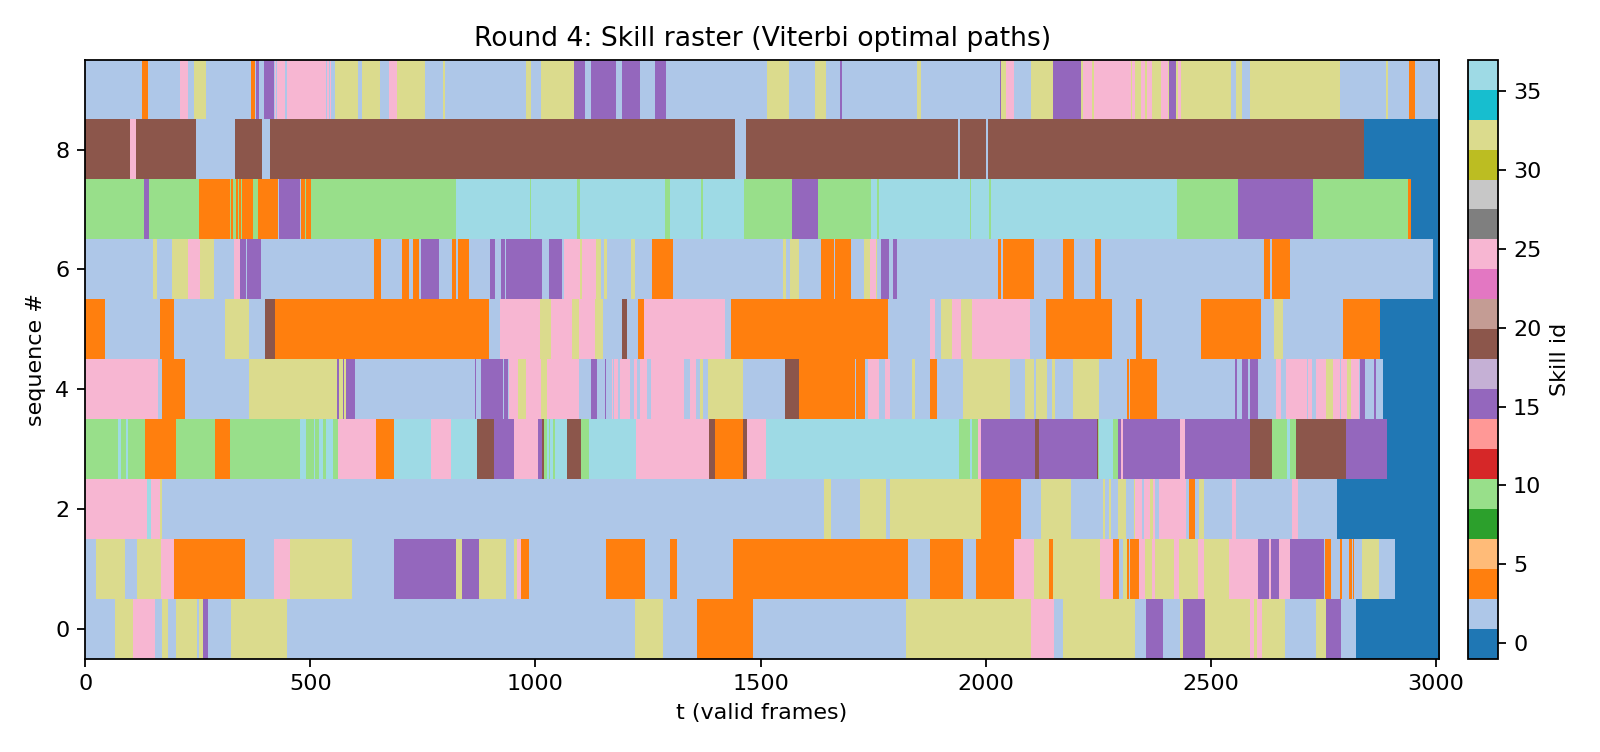 Round 4: Skill raster (Viterbi optimal paths)
8
6
4
2
0
sequence #
0 500 1000 1500 2000 2500 3000
t (valid frames)
35
30
25
20
15
10
5
0
Skill id